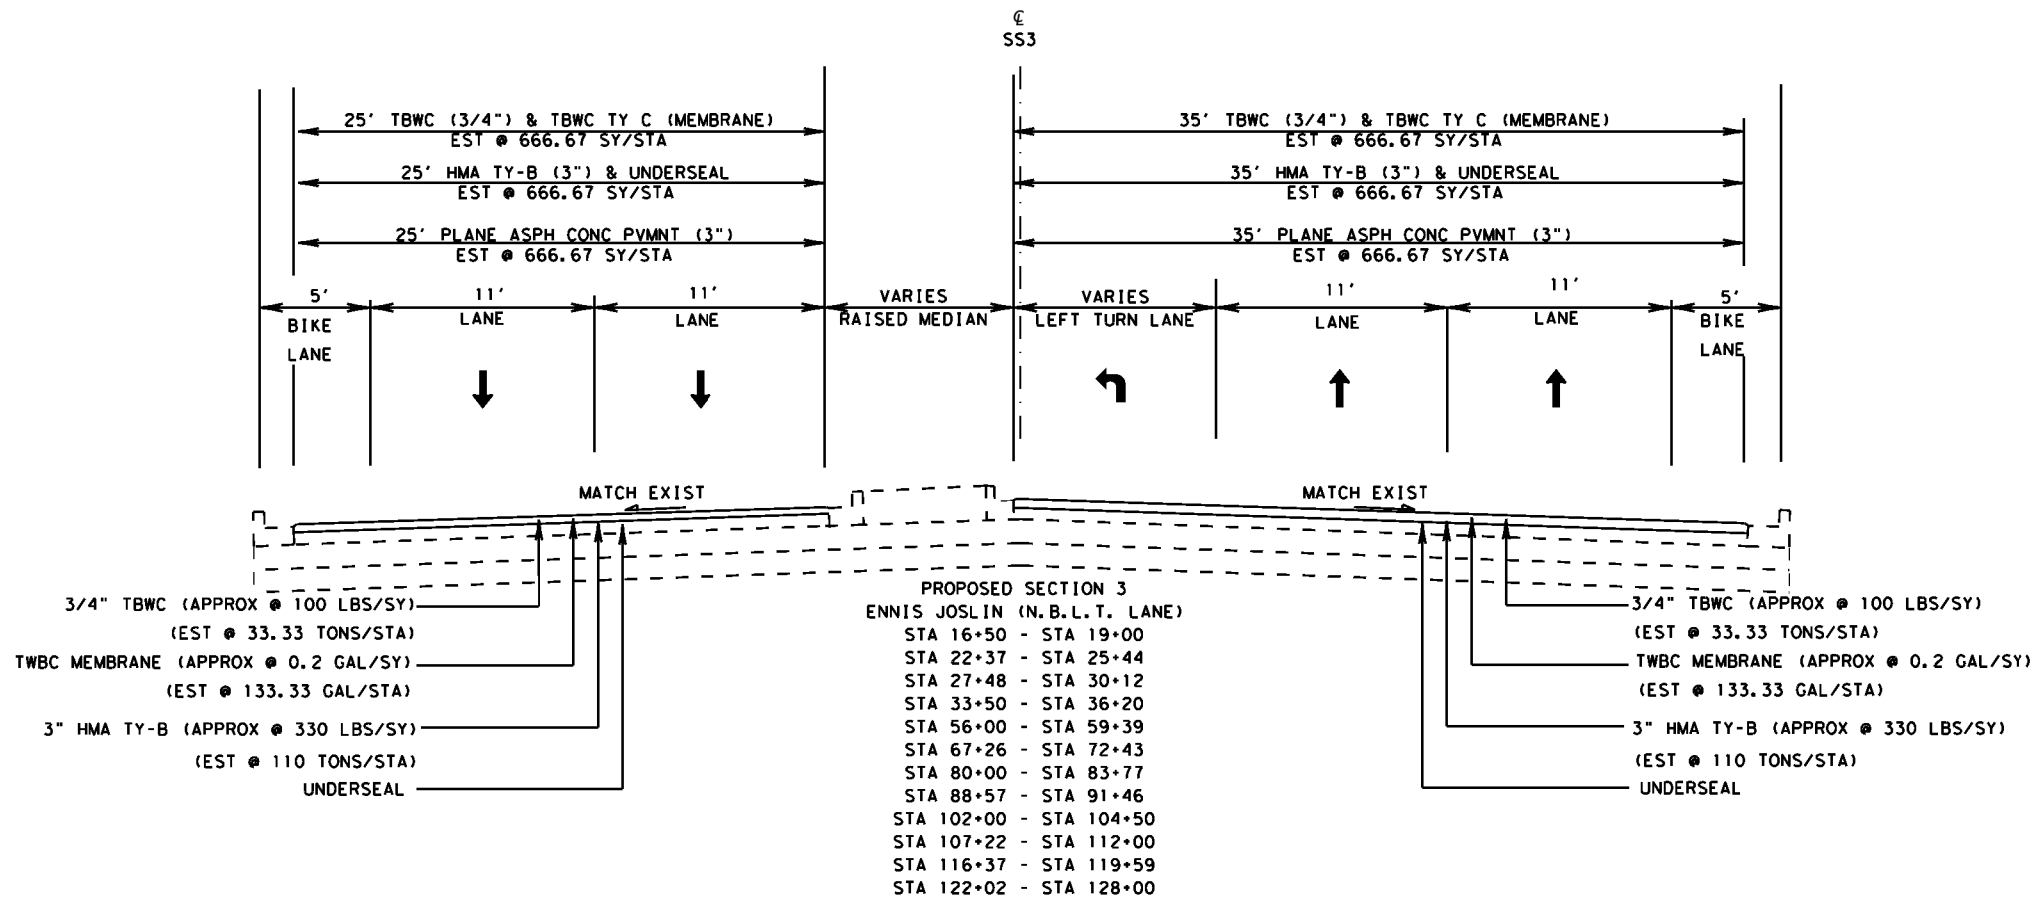 ℄
SS3
25' TBWC (3/4") & TBWC TY C (MEMBRANE)
EST @ 666.67 SY/STA
35' TBWC (3/4") & TBWC TY C (MEMBRANE)
EST @ 666.67 SY/STA
25' HMA TY-B (3") & UNDERSEAL
EST @ 666.67 SY/STA
35' HMA TY-B (3") & UNDERSEAL
EST @ 666.67 SY/STA
25' PLANE ASPH CONC PVMNT (3")
EST @ 666.67 SY/STA
35' PLANE ASPH CONC PVMNT (3")
EST @ 666.67 SY/STA
5'
BIKE
LANE
11'
LANE
11'
LANE
VARIES
RAISED MEDIAN
VARIES
LEFT TURN LANE
11'
LANE
11'
LANE
5'
BIKE
LANE
MATCH EXIST
MATCH EXIST
3/4" TBWC (APPROX @ 100 LBS/SY)
(EST @ 33.33 TONS/STA)
TWBC MEMBRANE (APPROX @ 0.2 GAL/SY)
(EST @ 133.33 GAL/STA)
3" HMA TY-B (APPROX @ 330 LBS/SY)
(EST @ 110 TONS/STA)
UNDERSEAL
PROPOSED SECTION 3
ENNIS JOSLIN (N.B.L.T. LANE)
STA 16+50 - STA 19+00
STA 22+37 - STA 25+44
STA 27+48 - STA 30+12
STA 33+50 - STA 36+20
STA 56+00 - STA 59+39
STA 67+26 - STA 72+43
STA 80+00 - STA 83+77
STA 88+57 - STA 91+46
STA 102+00 - STA 104+50
STA 107+22 - STA 112+00
STA 116+37 - STA 119+59
STA 122+02 - STA 128+00
3/4" TBWC (APPROX @ 100 LBS/SY)
(EST @ 33.33 TONS/STA)
TWBC MEMBRANE (APPROX @ 0.2 GAL/SY)
(EST @ 133.33 GAL/STA)
3" HMA TY-B (APPROX @ 330 LBS/SY)
(EST @ 110 TONS/STA)
UNDERSEAL